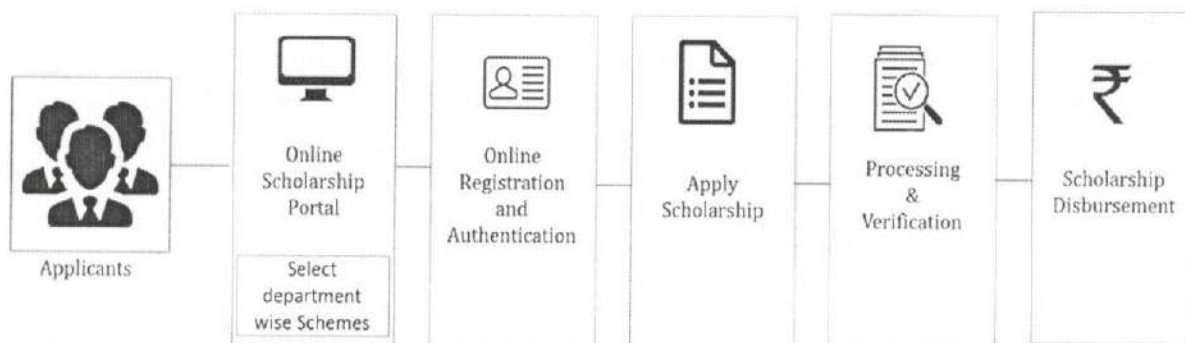 Applicants
Online
Scholarship
Portal
Select
department
wise Schemes
Online
Registration
and
Authentication
Apply
Scholarship
Processing
&
Verification
₹
Scholarship
Disbursement